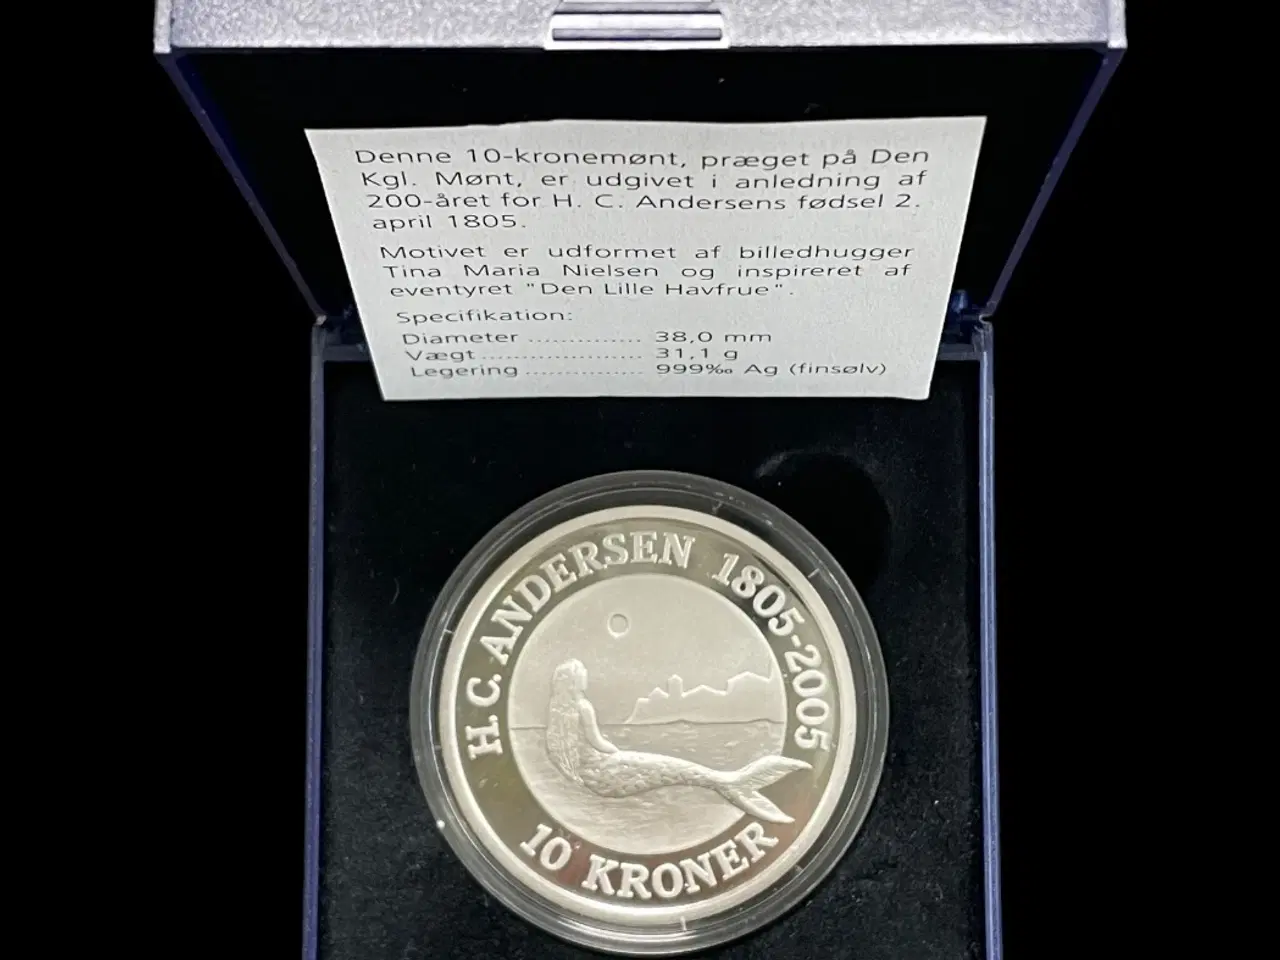 Denne 10-kronemønt, præget på Den
Kgl. Mønt, er udgivet i anledning af
200-året for H. C. Andersens fødsel 2.
april 1805.
Motivet er udformet af billedhugger
Tina Maria Nielsen og inspireret af
eventyret "Den Lille Havfrue".
Specifikation:
Diameter ............. 38,0 mm
Vægt.................... 31,1 g
Legering ............... 999‰ Ag (finsølv)
H. C. ANDERSEN 1805-2005
10 KRONER